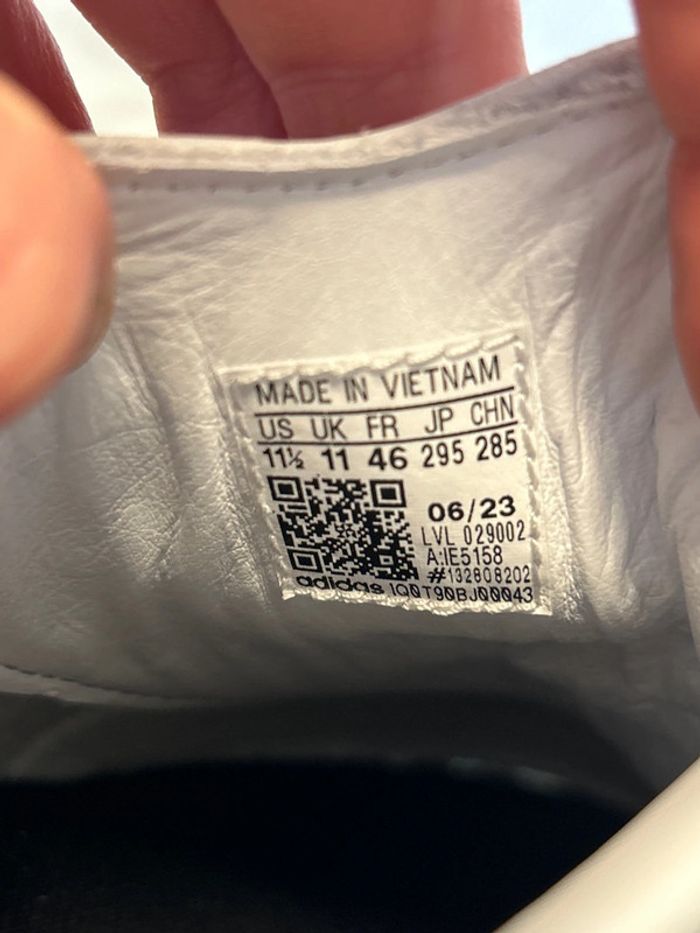 MADE IN VIETNAM
US UK FR JP CHN
11½ 11 46 295 285
06/23
LVL 029002
A:IE5158
#132808202
adidas 1Q0T90BJ00043